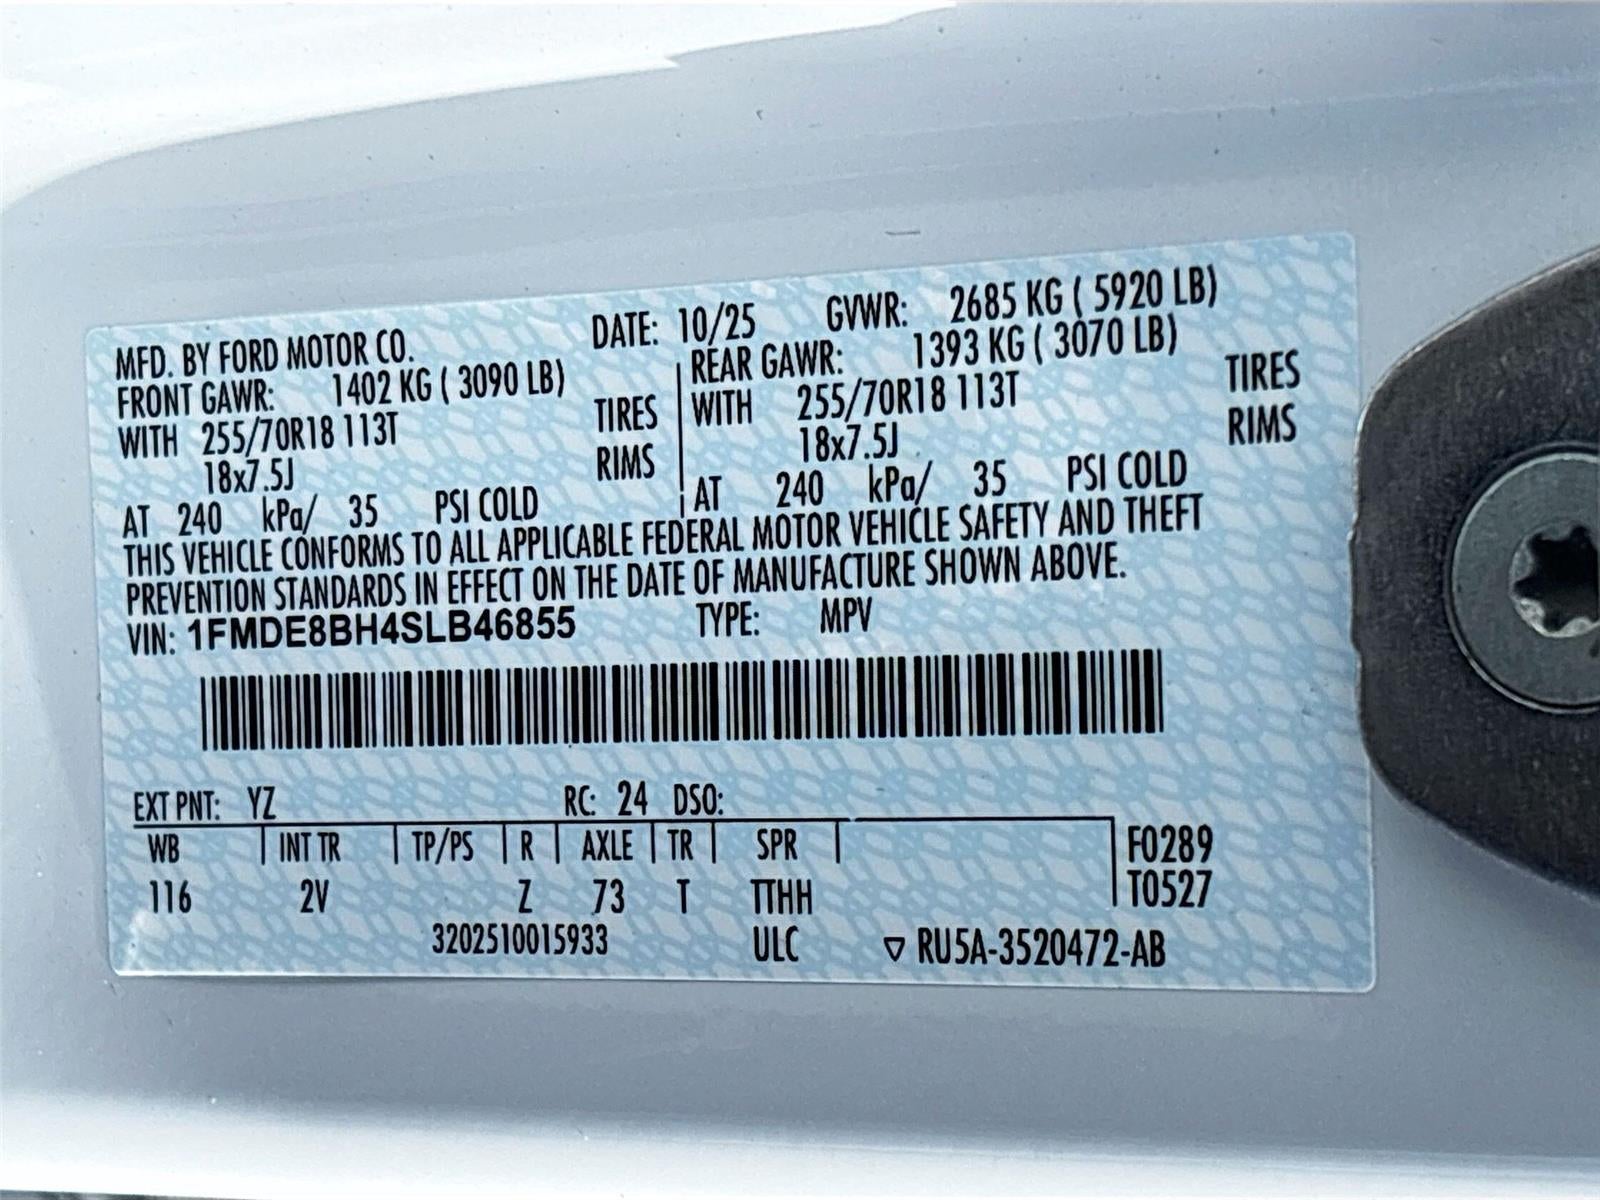 MFD. BY FORD MOTOR CO. DATE: 10/25 GVWR: 2685 KG ( 5920 LB)
FRONT GAWR: 1402 KG ( 3090 LB) REAR GAWR: 1393 KG ( 3070 LB)
WITH 255/70R18 113T TIRES WITH 255/70R18 113T TIRES
18x7.5J RIMS 18x7.5J RIMS
AT 240 kPa/ 35 PSI COLD AT 240 kPa/ 35 PSI COLD
THIS VEHICLE CONFORMS TO ALL APPLICABLE FEDERAL MOTOR VEHICLE SAFETY AND THEFT
PREVENTION STANDARDS IN EFFECT ON THE DATE OF MANUFACTURE SHOWN ABOVE.
VIN: 1FMDE8BH4SLB46855 TYPE: MPV
EXT PNT: YZ RC: 24 DSO:
WB INT TR TP/PS R AXLE TR SPR F0289
116 2V Z 73 T TTHH T0527
3202510015933 ULC ▽ RU5A-3520472-AB